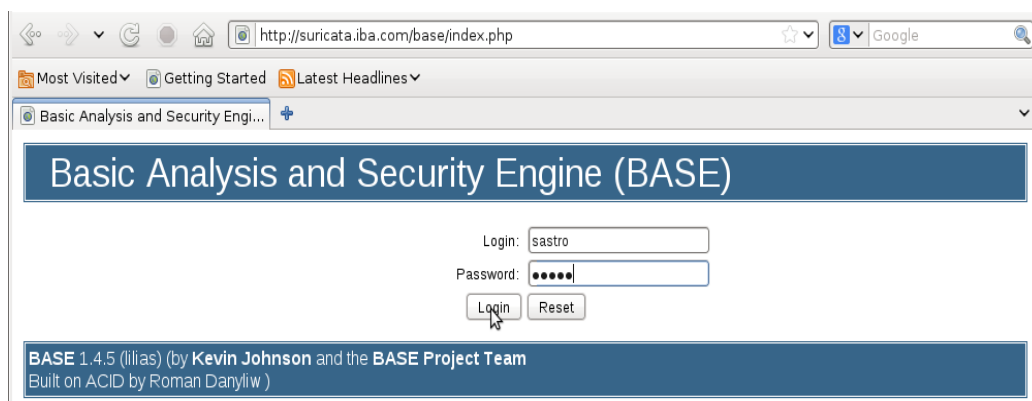 http://suricata.iba.com/base/index.php
Google
Most Visited
Getting Started
Latest Headlines
Basic Analysis and Security Engi...
Basic Analysis and Security Engine (BASE)
Login: sastro
Password: •••••
Login Reset
BASE 1.4.5 (lilias) (by Kevin Johnson and the BASE Project Team
Built on ACID by Roman Danyliw )